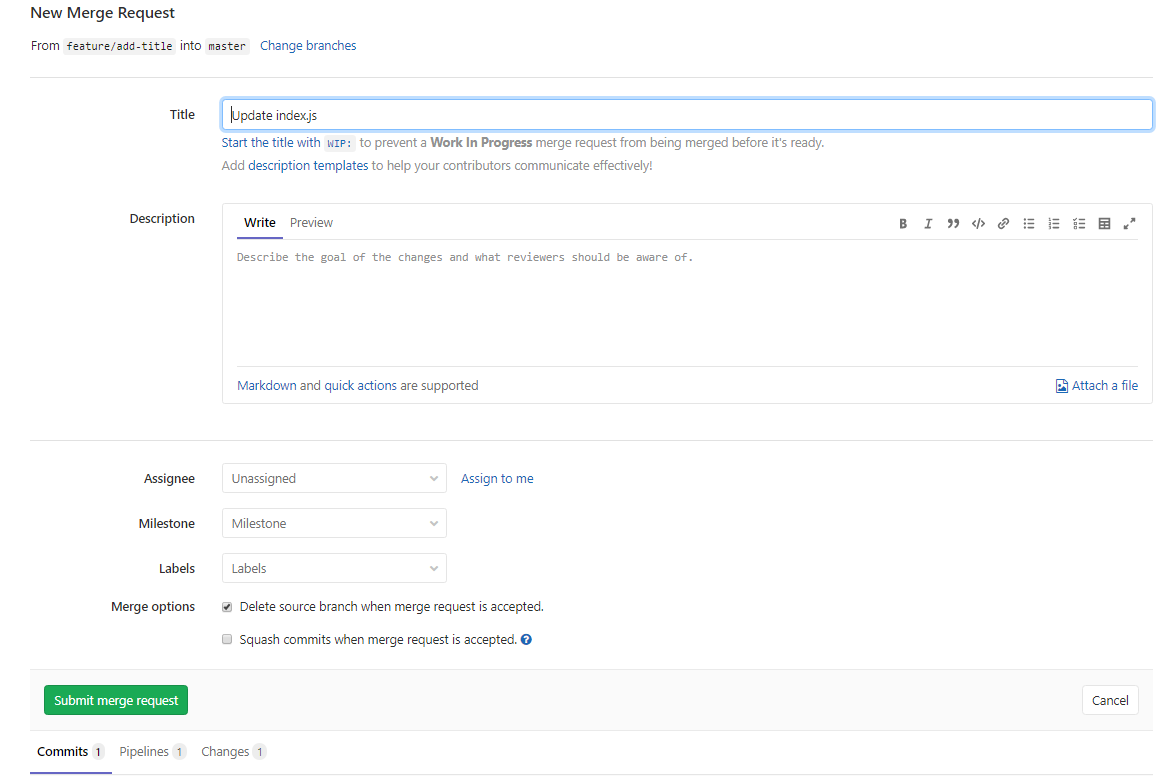 New Merge Request
From feature/add-title into master Change branches
Title
Update index.js
Start the title with WIP: to prevent a Work In Progress merge request from being merged before it's ready.
Add description templates to help your contributors communicate effectively!
Description
Write Preview
Describe the goal of the changes and what reviewers should be aware of.
Markdown and quick actions are supported
Attach a file
Assignee Unassigned Assign to me
Milestone Milestone
Labels Labels
Merge options Delete source branch when merge request is accepted.
Squash commits when merge request is accepted.
Submit merge request Cancel
Commits 1 Pipelines 1 Changes 1